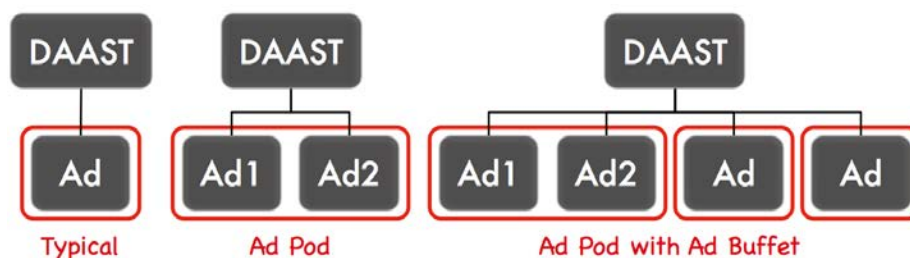 DAAST DAAST DAAST
Ad Ad1 Ad2 Ad1 Ad2 Ad Ad
Typical Ad Pod Ad Pod with Ad Buffet